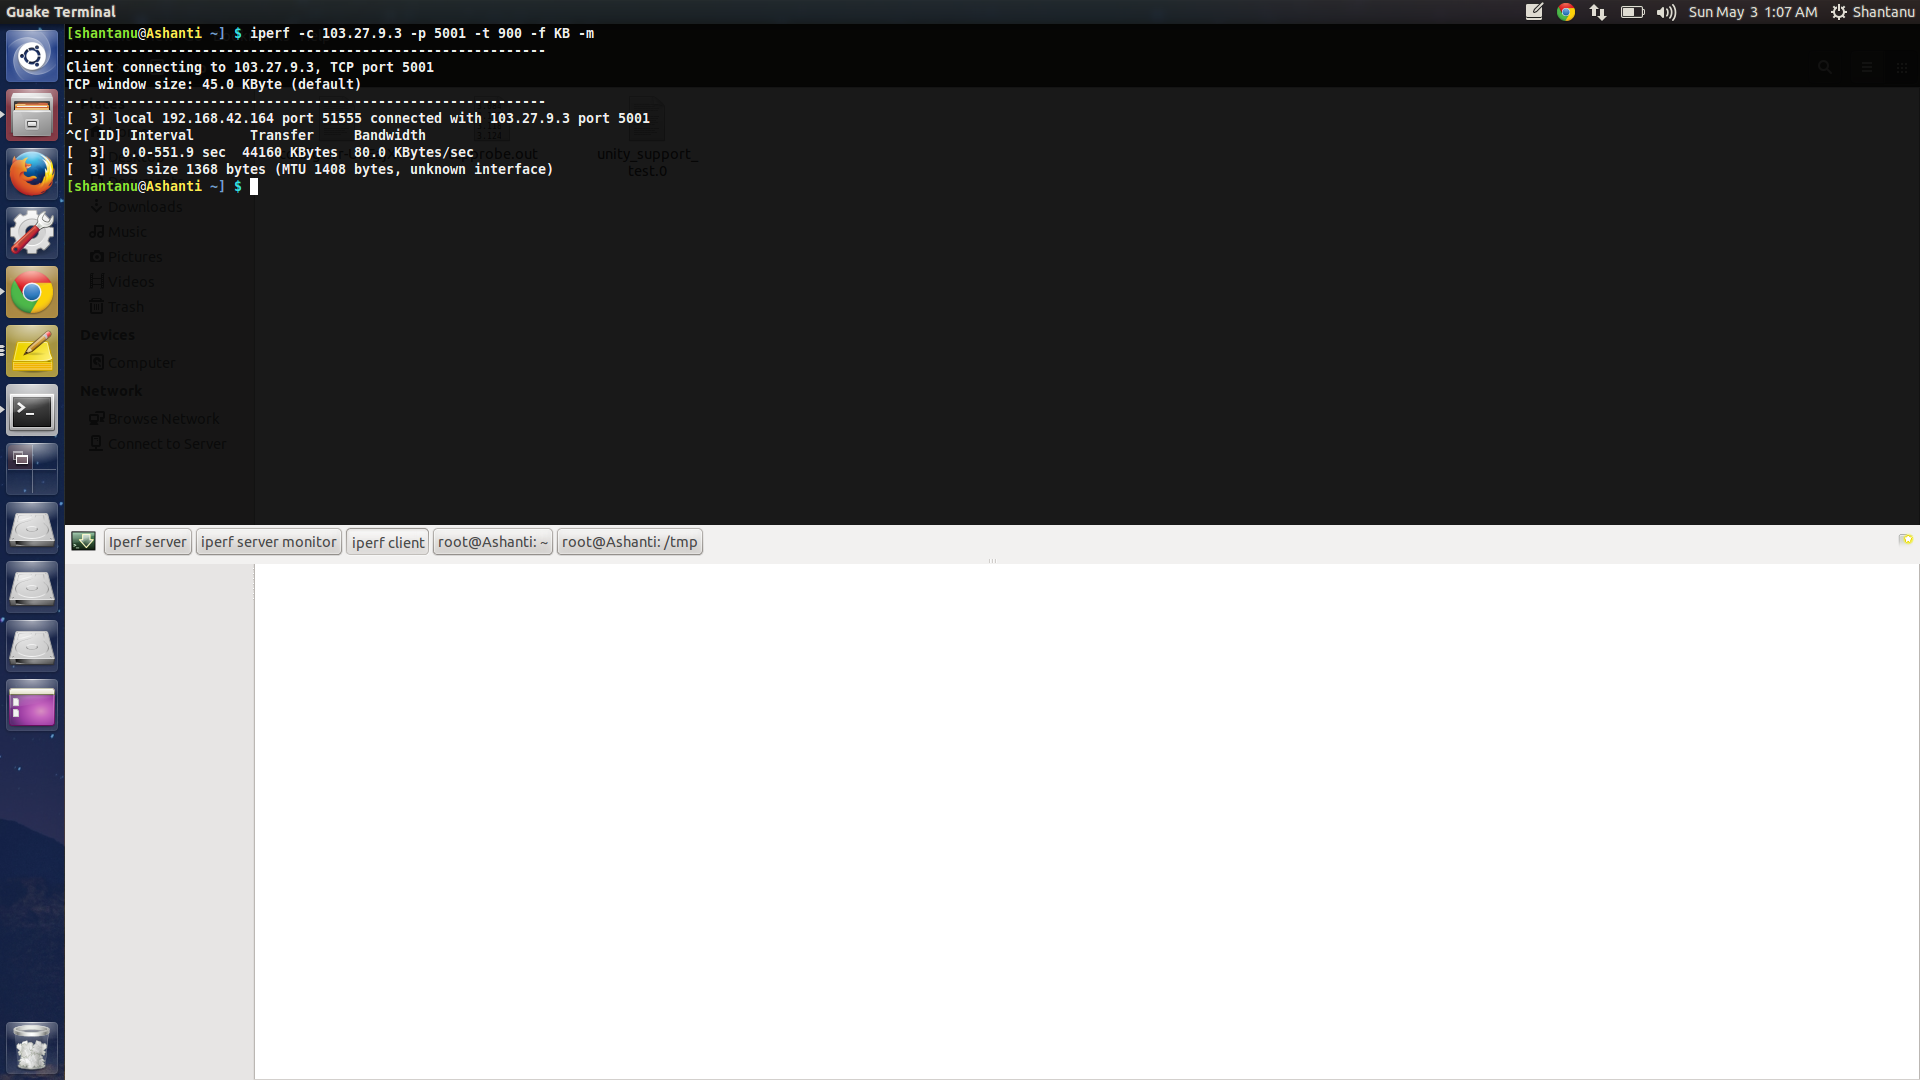 Guake Terminal
Sun May 3 1:07 AM Shantanu
[shantanu@Ashanti ~] $ iperf -c 103.27.9.3 -p 5001 -t 900 -f KB -m
------------------------------------------------------------
Client connecting to 103.27.9.3, TCP port 5001
TCP window size: 45.0 KByte (default)
------------------------------------------------------------
[  3] local 192.168.42.164 port 51555 connected with 103.27.9.3 port 5001
^C[ ID] Interval       Transfer     Bandwidth
[  3]  0.0-551.9 sec  44160 KBytes  80.0 KBytes/sec
[  3] MSS size 1368 bytes (MTU 1408 bytes, unknown interface)
[shantanu@Ashanti ~] $
unity_support_
test.0
Downloads
Music
Pictures
Videos
Trash
Devices
Computer
Network
Browse Network
Connect to Server
Iperf server
iperf server monitor
iperf client
root@Ashanti: ~
root@Ashanti: /tmp